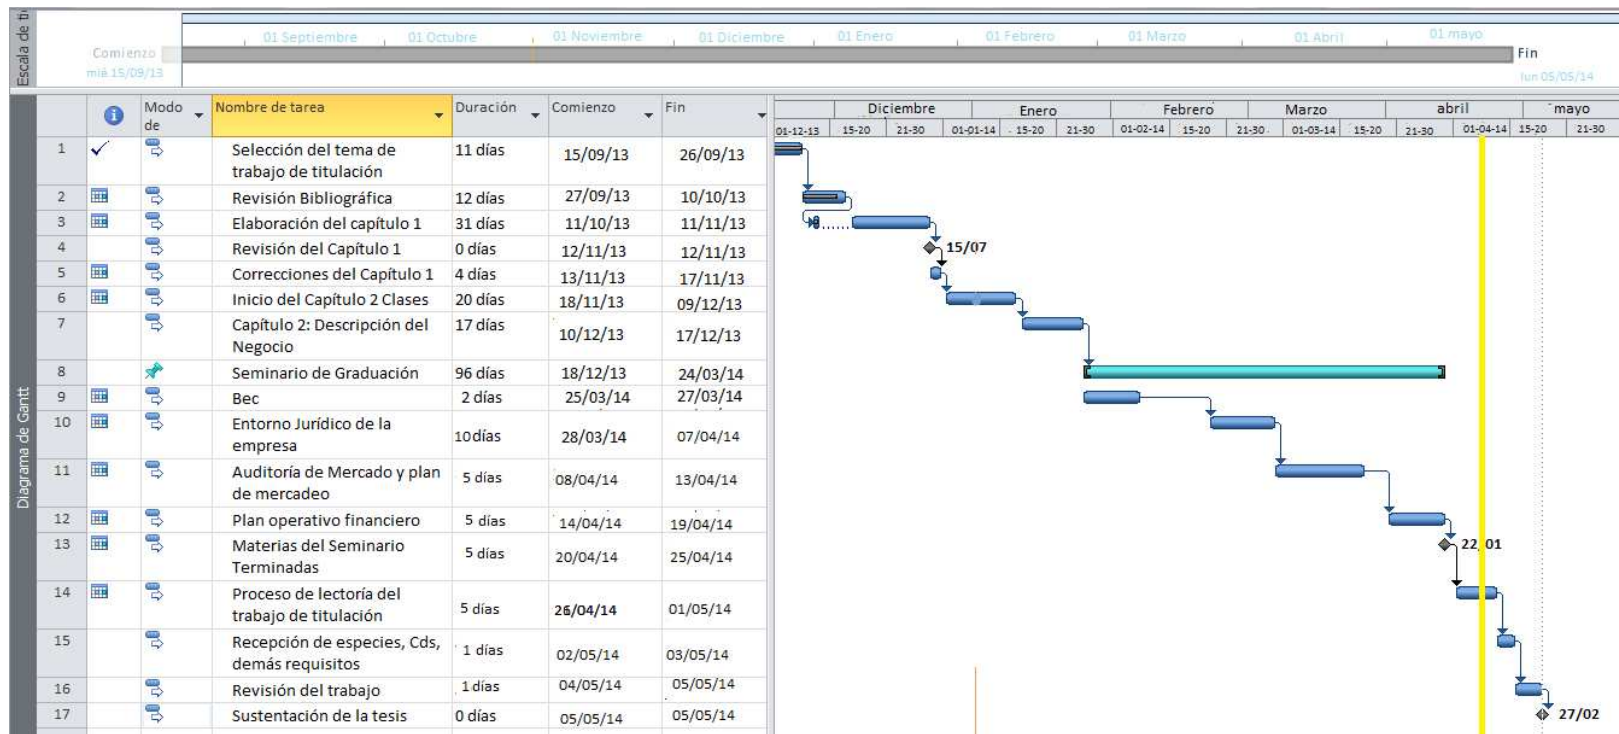 Escala de ti
01 Septiembre 01 Octubre 01 Noviembre 01 Diciembre 01 Enero 01 Febrero 01 Marzo 01 Abril 01 mayo
Comienzo Fin
mié 15/09/13 lun 05/05/14
Diagrama de Gantt
Modo de Nombre de tarea Duración Comienzo Fin
Diciembre Enero Febrero Marzo abril mayo
01-12-13 15-20 21-30 01-01-14 15-20 21-30 01-02-14 15-20 21-30 01-03-14 15-20 21-30 01-04-14 15-20 21-30
1 Selección del tema de trabajo de titulación 11 días 15/09/13 26/09/13
2 Revisión Bibliográfica 12 días 27/09/13 10/10/13
3 Elaboración del capítulo 1 31 días 11/10/13 11/11/13
4 Revisión del Capítulo 1 0 días 12/11/13 12/11/13 15/07
5 Correcciones del Capítulo 1 4 días 13/11/13 17/11/13
6 Inicio del Capítulo 2 Clases 20 días 18/11/13 09/12/13
7 Capítulo 2: Descripción del Negocio 17 días 10/12/13 17/12/13
8 Seminario de Graduación 96 días 18/12/13 24/03/14
9 Bec 2 días 25/03/14 27/03/14
10 Entorno Jurídico de la empresa 10 días 28/03/14 07/04/14
11 Auditoría de Mercado y plan de mercadeo 5 días 08/04/14 13/04/14
12 Plan operativo financiero 5 días 14/04/14 19/04/14
13 Materias del Seminario Terminadas 5 días 20/04/14 25/04/14 22/01
14 Proceso de lectoría del trabajo de titulación 5 días 26/04/14 01/05/14
15 Recepción de especies, Cds, demás requisitos 1 días 02/05/14 03/05/14
16 Revisión del trabajo 1 días 04/05/14 05/05/14
17 Sustentación de la tesis 0 días 05/05/14 05/05/14 27/02